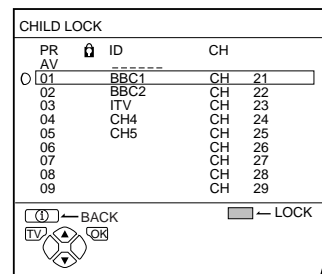 CHILD LOCK
PR ID CH
AV _ _ _ _ _ _
01 BBC1 CH 21
02 BBC2 CH 22
03 ITV CH 23
04 CH4 CH 24
05 CH5 CH 25
06 CH 26
07 CH 27
08 CH 28
09 CH 29
i BACK LOCK
TV OK